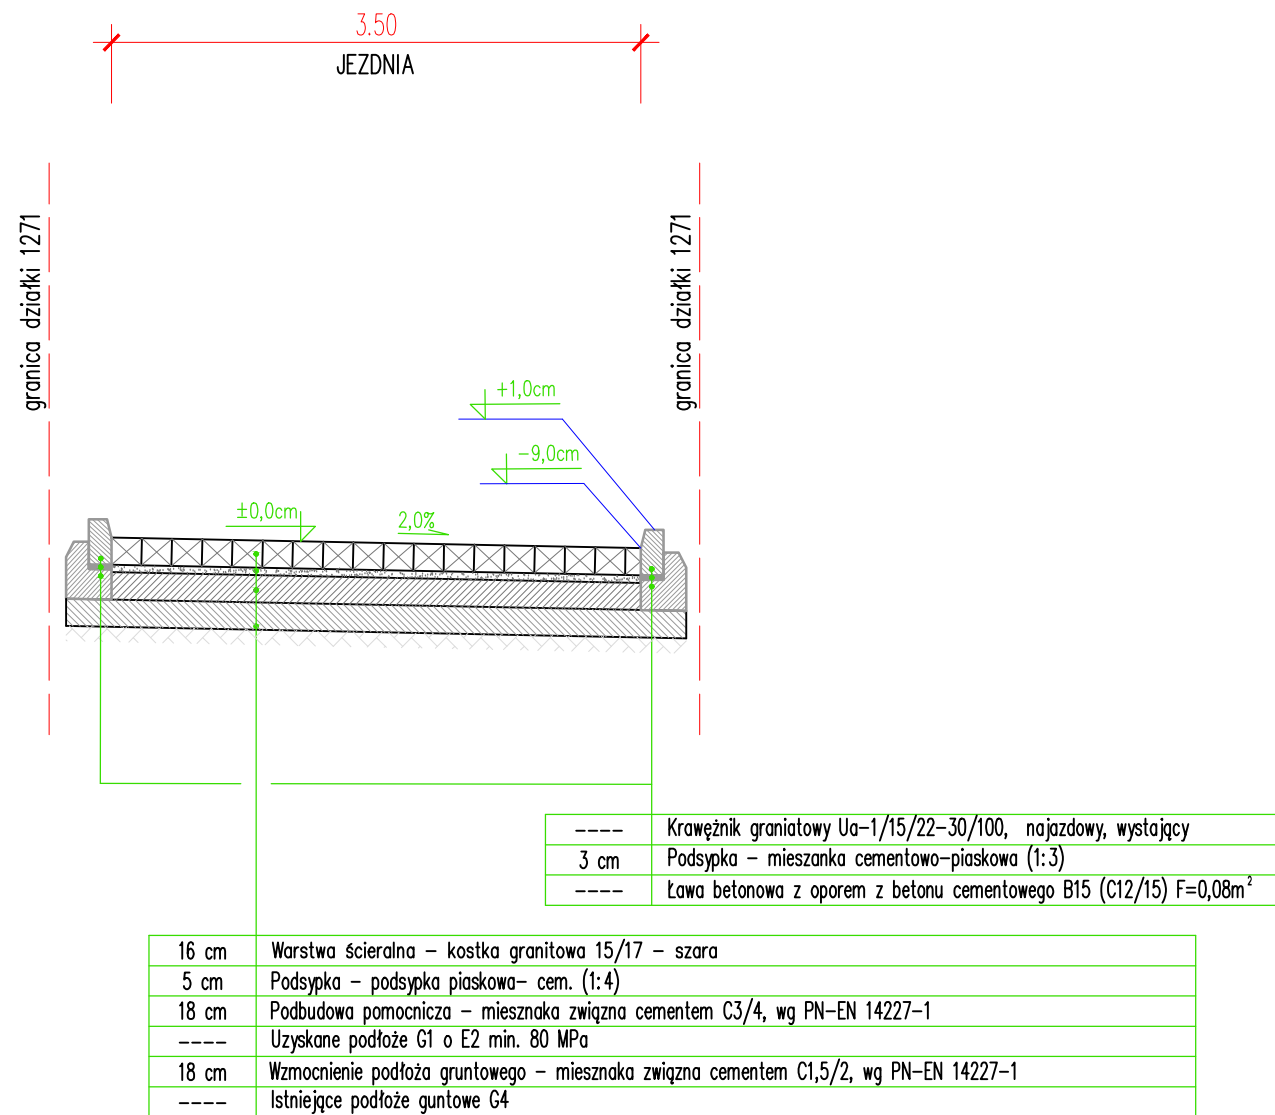 3.50
JEZDNIA
granica działki 1271
granica działki 1271
+1,0cm
-9,0cm
±0,0cm
2,0%
---- Krawężnik graniatowy Ua-1/15/22-30/100, najazdowy, wystający
3 cm Podsypka - mieszanka cementowo-piaskowa (1:3)
---- Ława betonowa z oporem z betonu cementowego B15 (C12/15) F=0,08m²
16 cm Warstwa ścieralna - kostka granitowa 15/17 - szara
5 cm Podsypka - podsypka piaskowa- cem. (1:4)
18 cm Podbudowa pomocnicza - miesznaka związna cementem C3/4, wg PN-EN 14227-1
---- Uzyskane podłoże G1 o E2 min. 80 MPa
18 cm Wzmocnienie podłoża gruntowego - miesznaka związna cementem C1,5/2, wg PN-EN 14227-1
---- Istniejące podłoże guntowe G4